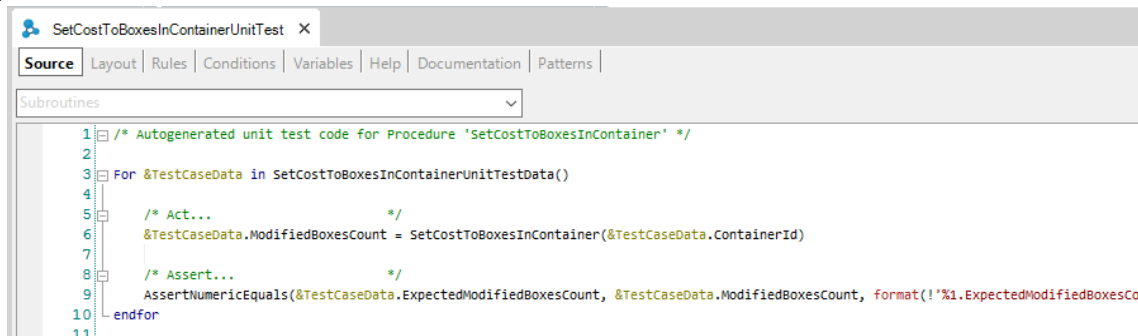 SetCostToBoxesInContainerUnitTest
Source Layout Rules Conditions Variables Help Documentation Patterns
Subroutines
1 /* Autogenerated unit test code for Procedure 'SetCostToBoxesInContainer' */
2
3 For &TestCaseData in SetCostToBoxesInContainerUnitTestData()
4
5 /* Act... */
6 &TestCaseData.ModifiedBoxesCount = SetCostToBoxesInContainer(&TestCaseData.ContainerId)
7
8 /* Assert... */
9 AssertNumericEquals(&TestCaseData.ExpectedModifiedBoxesCount, &TestCaseData.ModifiedBoxesCount, format(!"%1.ExpectedModifiedBoxesCo
10 endfor
11